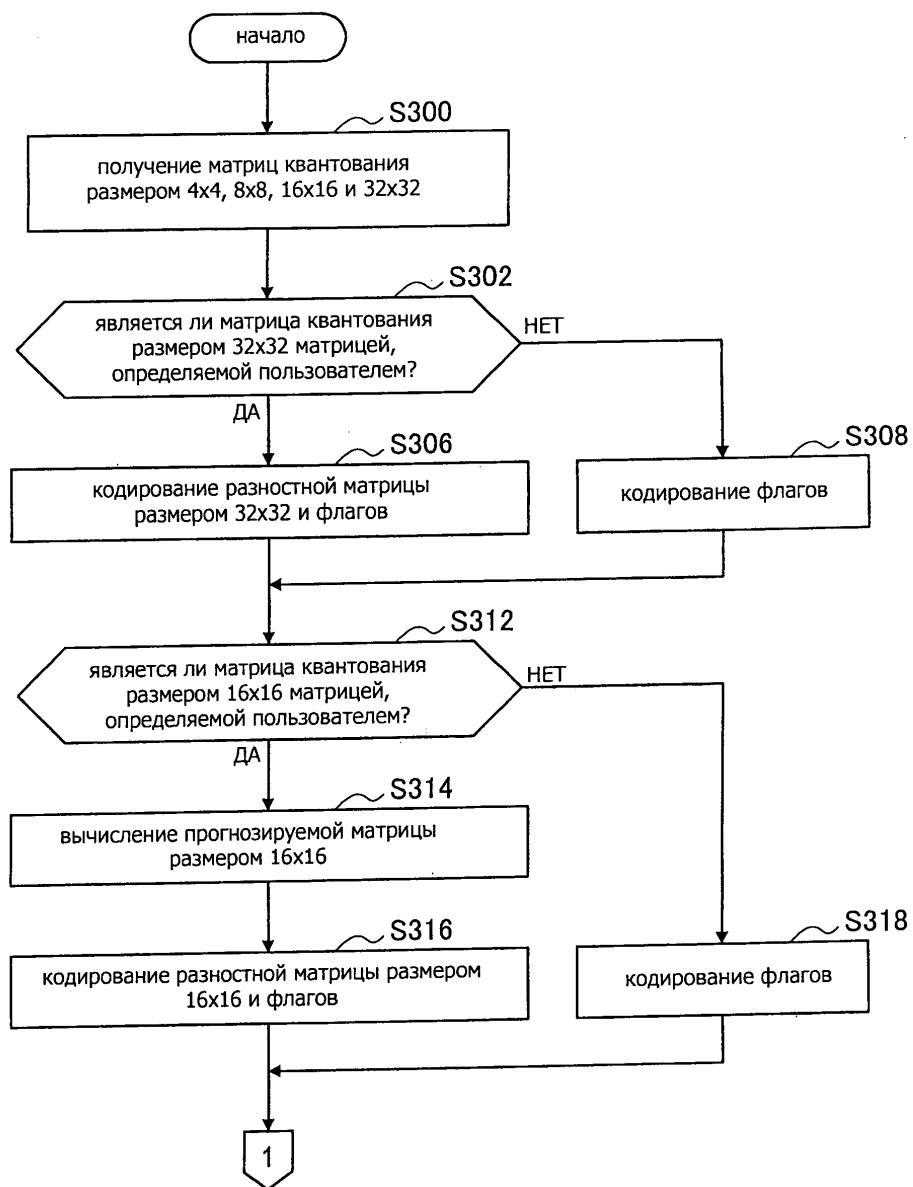 начало
S300
получение матриц квантования
размером 4x4, 8x8, 16x16 и 32x32
S302
является ли матрица квантования
размером 32x32 матрицей,
определяемой пользователем?
НЕТ
ДА
S306
кодирование разностной матрицы
размером 32x32 и флагов
S308
кодирование флагов
S312
является ли матрица квантования
размером 16x16 матрицей,
определяемой пользователем?
НЕТ
ДА
S314
вычисление прогнозируемой матрицы
размером 16x16
S316
кодирование разностной матрицы размером
16x16 и флагов
S318
кодирование флагов
1